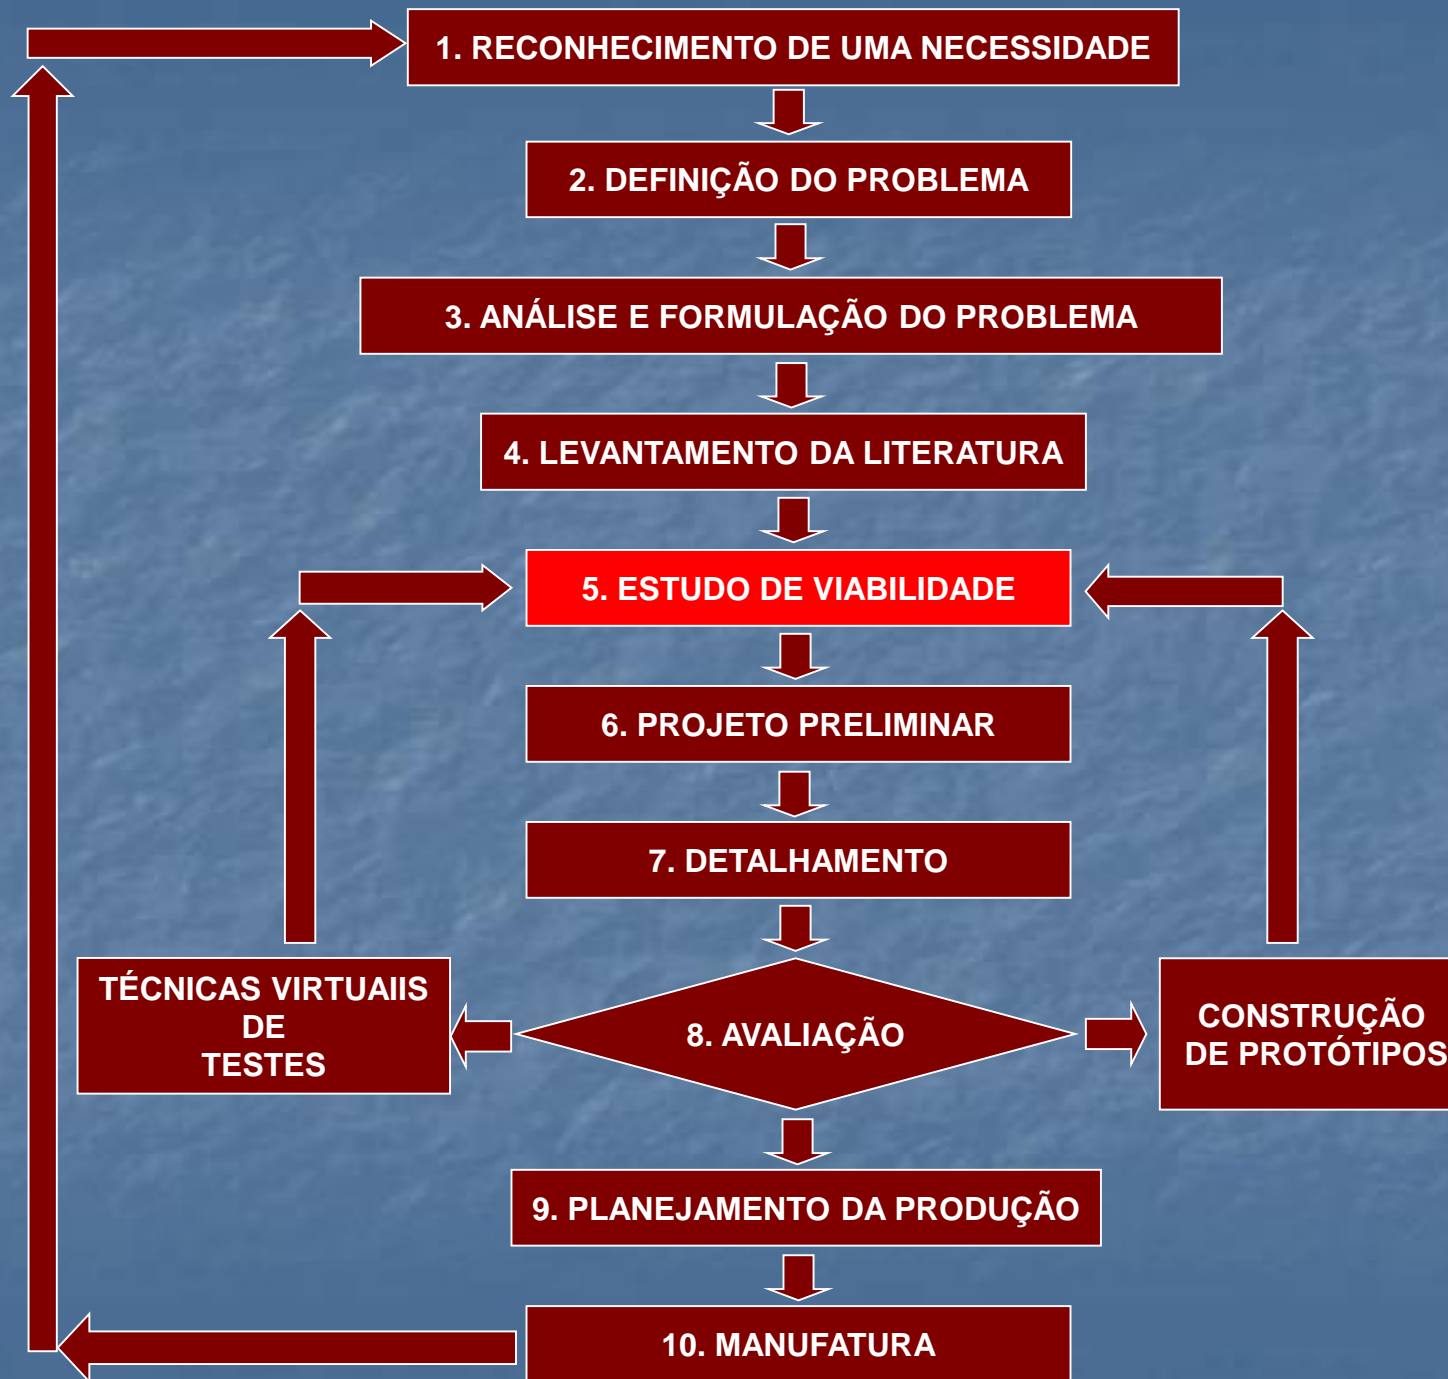 1. RECONHECIMENTO DE UMA NECESSIDADE
2. DEFINIÇÃO DO PROBLEMA
3. ANÁLISE E FORMULAÇÃO DO PROBLEMA
4. LEVANTAMENTO DA LITERATURA
5. ESTUDO DE VIABILIDADE
6. PROJETO PRELIMINAR
7. DETALHAMENTO
TÉCNICAS VIRTUAIIS
DE
TESTES
8. AVALIAÇÃO
CONSTRUÇÃO
DE PROTÓTIPOS
9. PLANEJAMENTO DA PRODUÇÃO
10. MANUFATURA